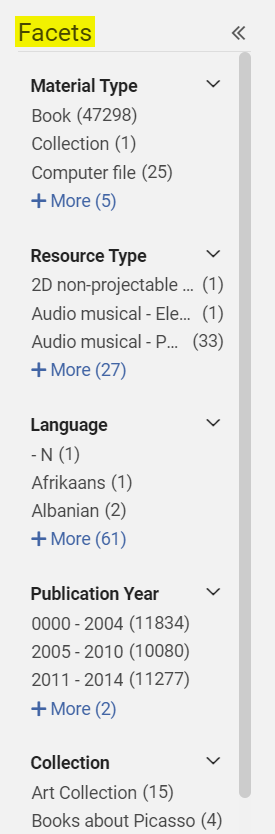 Facets
Material Type
Book (47298)
Collection (1)
Computer file (25)
+ More (5)
Resource Type
2D non-projectable ... (1)
Audio musical - Ele... (1)
Audio musical - P... (33)
+ More (27)
Language
- N (1)
Afrikaans (1)
Albanian (2)
+ More (61)
Publication Year
0000 - 2004 (11834)
2005 - 2010 (10080)
2011 - 2014 (11277)
+ More (2)
Collection
Art Collection (15)
Books about Picasso (4)